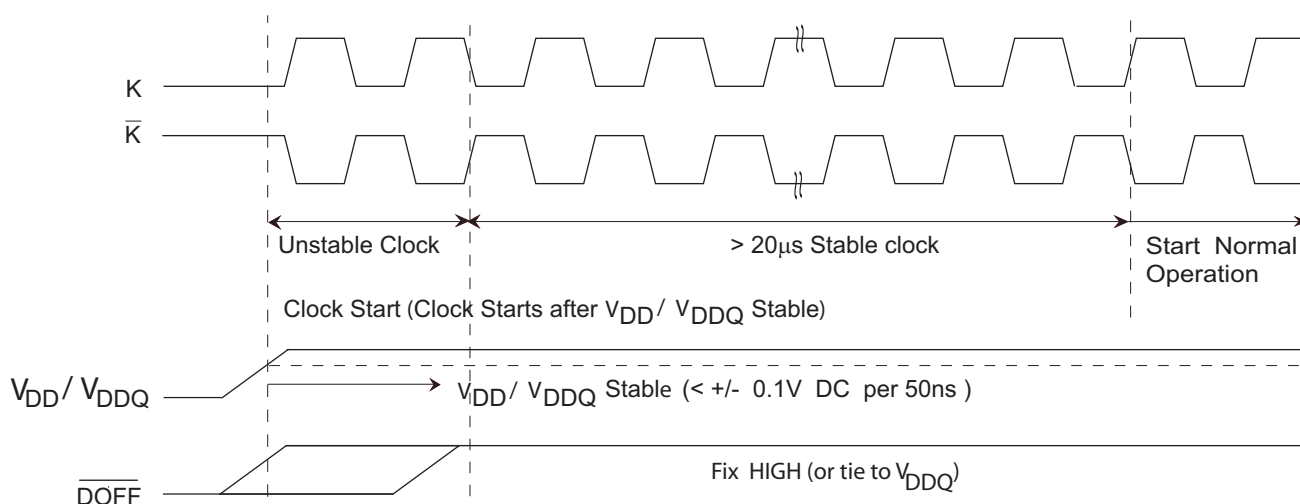 K
K̅
Unstable Clock
> 20μs Stable clock
Start Normal
Operation
Clock Start (Clock Starts after VDD / VDDQ Stable)
VDD / VDDQ
VDD / VDDQ Stable (< +/- 0.1V DC per 50ns )
Fix HIGH (or tie to VDDQ)
DOFF